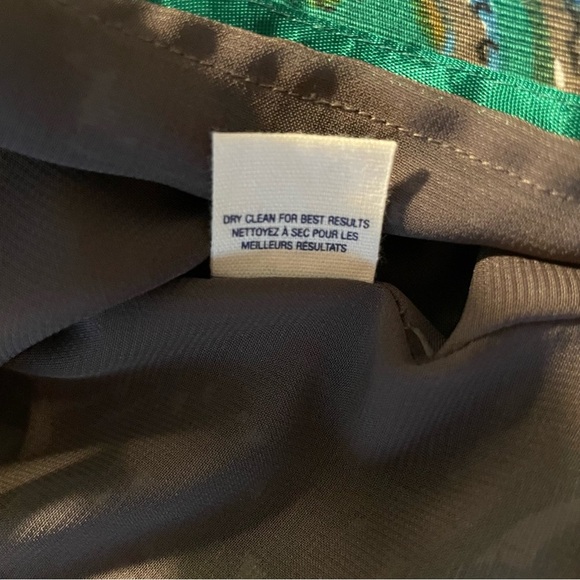 DRY CLEAN FOR BEST RESULTS
NETTOYEZ À SEC POUR LES
MEILLEURS RÉSULTATS